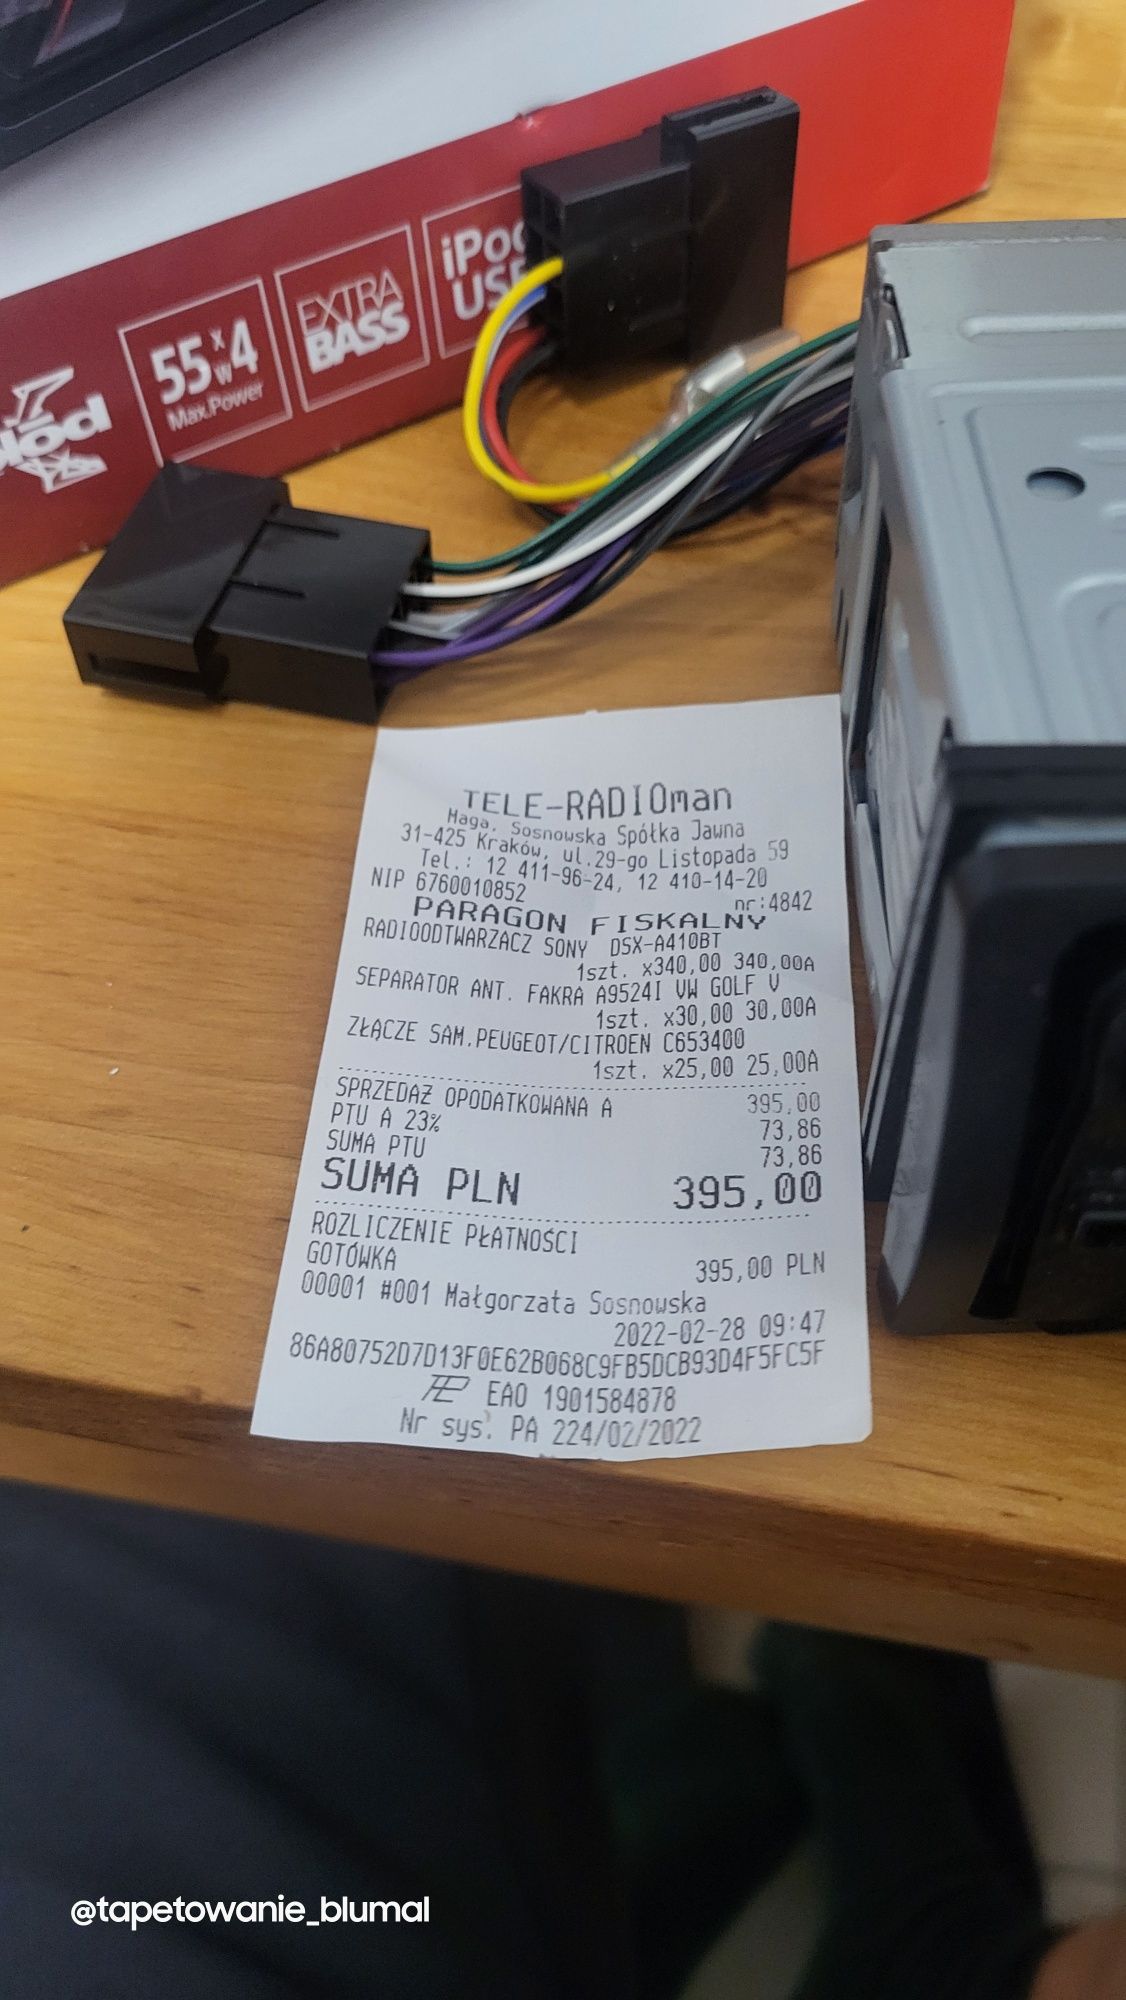 55 x 4
W
Max.Power
EXTRA
BASS
TELE-RADIOman
Maga. Sosnowska Spółka Jawna
31-425 Kraków, ul.29-go Listopada 59
Tel.: 12 411-96-24, 12 410-14-20
NIP 6760010852
nr:4842
PARAGON FISKALNY
RADIOODTWARZACZ SONY DSX-A410BT
1szt. x340,00 340,00A
SEPARATOR ANT. FAKRA A9524I VW GOLF V
1szt. x30,00 30,00A
ZŁĄCZE SAM.PEUGEOT/CITROEN C653400
1szt. x25,00 25,00A
SPRZEDAŻ OPODATKOWANA A 395,00
PTU A 23% 73,86
SUMA PTU 73,86
SUMA PLN 395,00
ROZLICZENIE PŁATNOŚCI
GOTÓWKA 395,00 PLN
00001 #001 Małgorzata Sosnowska
2022-02-28 09:47
86A80752D7D13F0E62B068C9FB5DCB93D4F5FC5F
EAO 1901584878
Nr sys. PA 224/02/2022
@tapetowanie_blumal